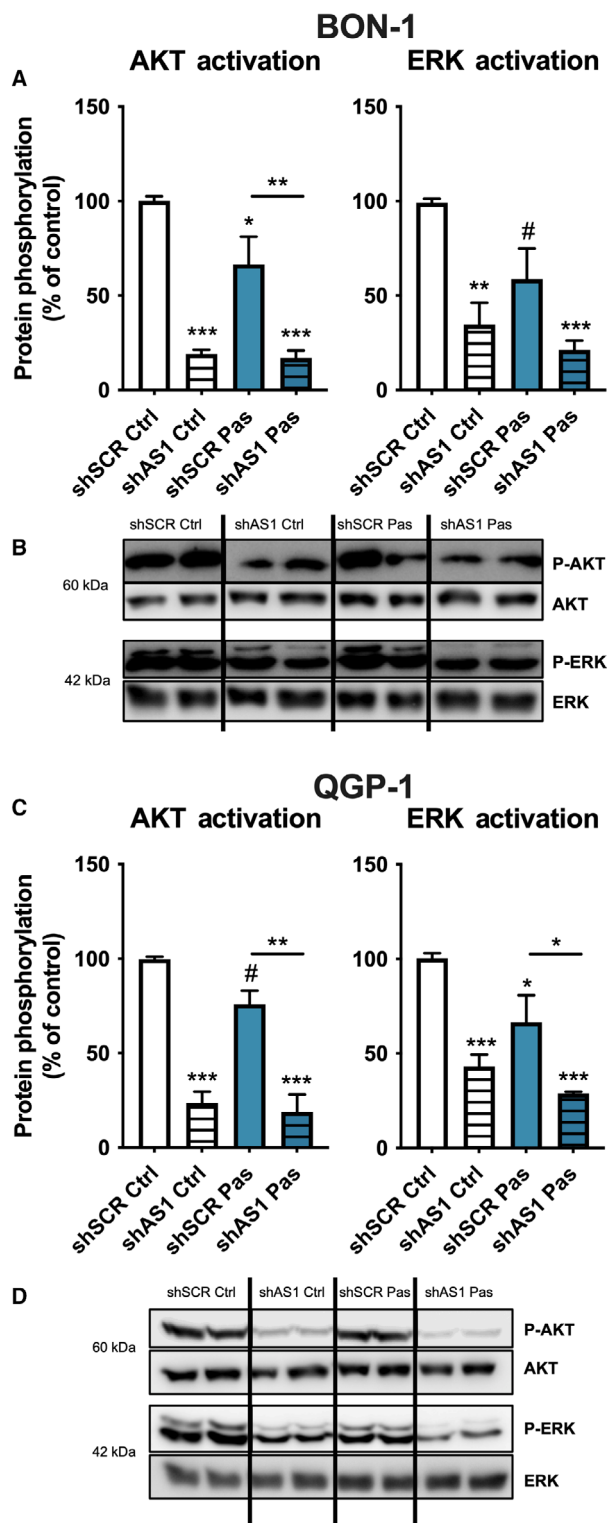 BON-1
AKT activation
ERK activation
A
Protein phosphorylation
(% of control)
150
100
50
0
***
*
***
**
shSCR Ctrl
shAS1 Ctrl
shSCR Pas
shAS1 Pas
150
100
50
0
**
#
***
shSCR Ctrl
shAS1 Ctrl
shSCR Pas
shAS1 Pas
B
shSCR Ctrl shAS1 Ctrl shSCR Pas shAS1 Pas
P-AKT
60 kDa
AKT
P-ERK
42 kDa
ERK
QGP-1
C
AKT activation
ERK activation
Protein phosphorylation
(% of control)
150
100
50
0
***
#
***
**
shSCR Ctrl
shAS1 Ctrl
shSCR Pas
shAS1 Pas
150
100
50
0
***
*
***
*
shSCR Ctrl
shAS1 Ctrl
shSCR Pas
shAS1 Pas
D
shSCR Ctrl shAS1 Ctrl shSCR Pas shAS1 Pas
P-AKT
60 kDa
AKT
P-ERK
42 kDa
ERK